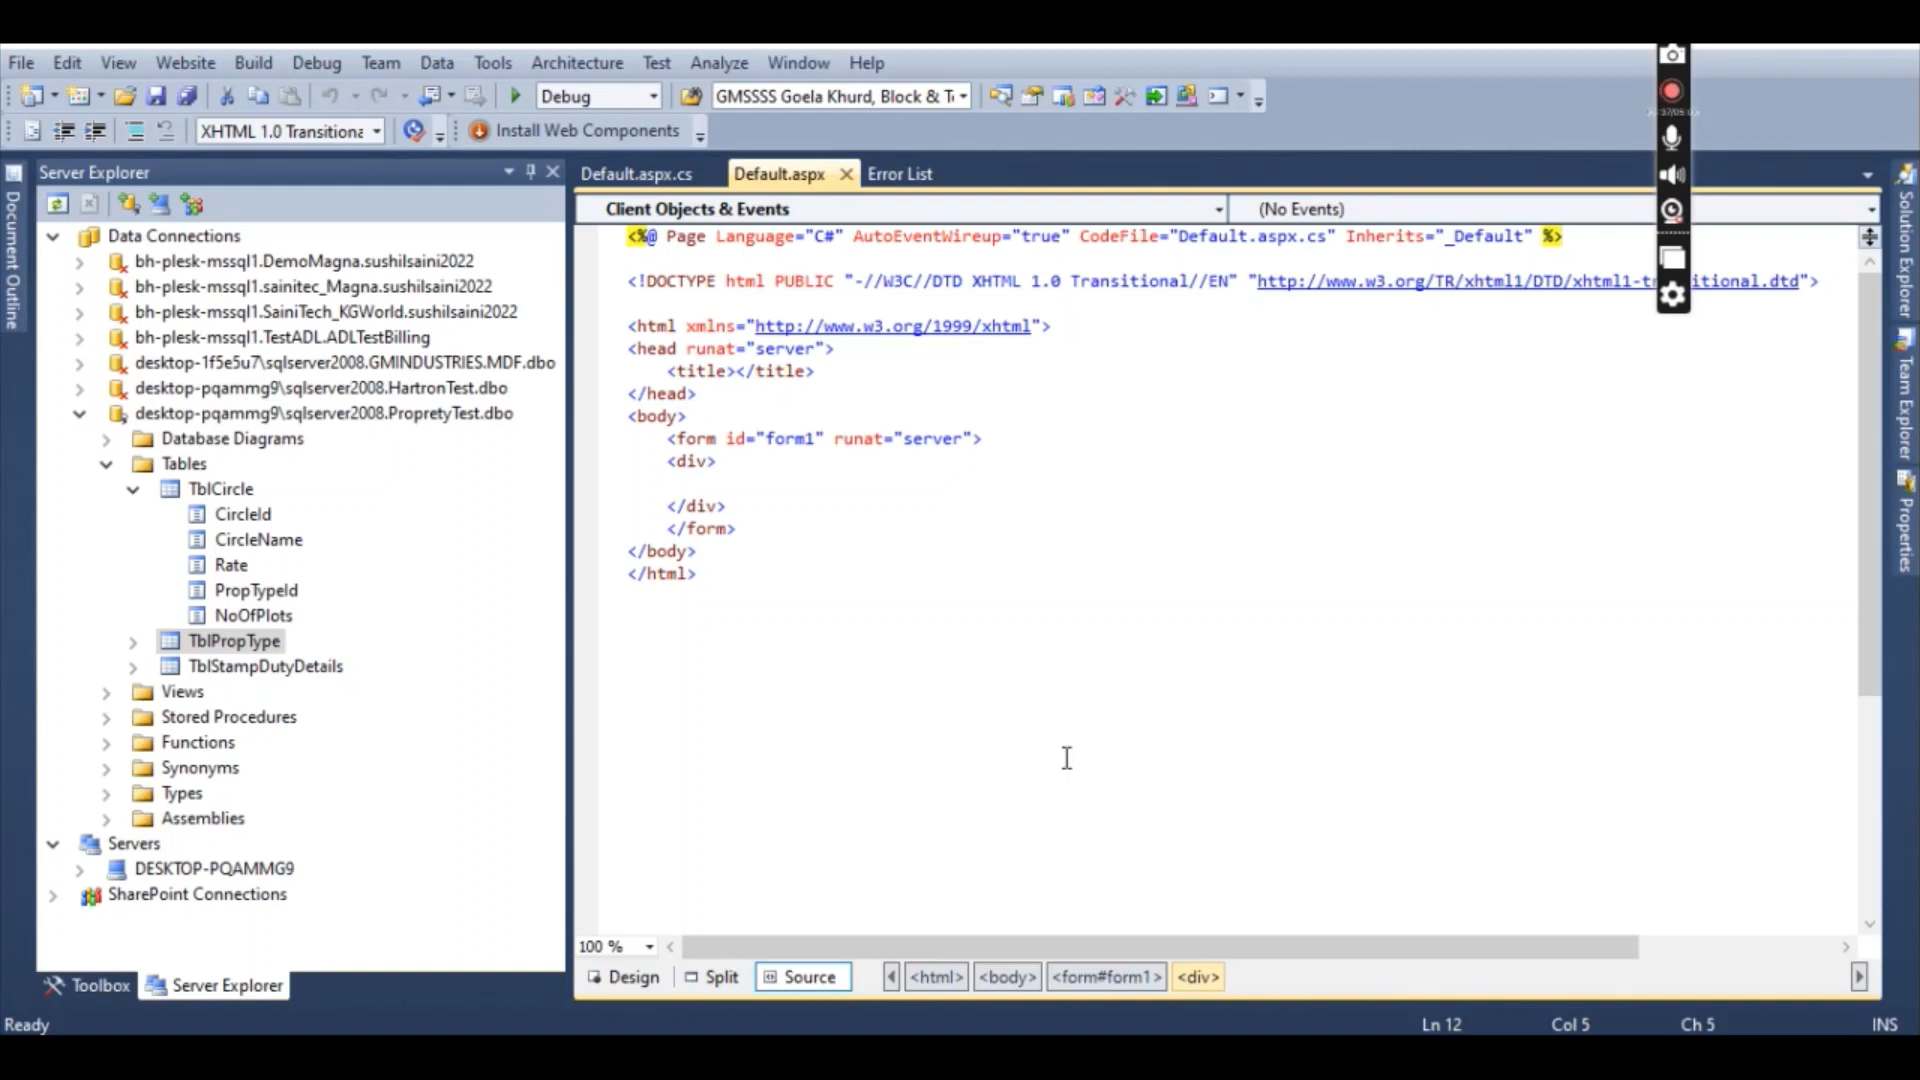 File Edit View Website Build Debug Team Data Tools Architecture Test Analyze Window Help
Debug GMSSSS Goela Khurd, Block & T
XHTML 1.0 Transitiona Install Web Components
Document Outline
Server Explorer
Data Connections
bh-plesk-mssql1.DemoMagna.sushilsaini2022
bh-plesk-mssql1.sainitec_Magna.sushilsaini2022
bh-plesk-mssql1.SainiTech_KGWorld.sushilsaini2022
bh-plesk-mssql1.TestADL.ADLTestBilling
desktop-1f5e5u7\sqlserver2008.GMINDUSTRIES.MDF.dbo
desktop-pqammg9\sqlserver2008.HartronTest.dbo
desktop-pqammg9\sqlserver2008.PropretyTest.dbo
Database Diagrams
Tables
TblCircle
CircleId
CircleName
Rate
PropTypeId
NoOfPlots
TblPropType
TblStampDutyDetails
Views
Stored Procedures
Functions
Synonyms
Types
Assemblies
Servers
DESKTOP-PQAMMG9
SharePoint Connections
Toolbox Server Explorer
Default.aspx.cs Default.aspx Error List
Client Objects & Events (No Events)
<%@ Page Language="C#" AutoEventWireup="true" CodeFile="Default.aspx.cs" Inherits="_Default" %>
<!DOCTYPE html PUBLIC "-//W3C//DTD XHTML 1.0 Transitional//EN" "http://www.w3.org/TR/xhtml1/DTD/xhtml1-tr itional.dtd">
<html xmlns="http://www.w3.org/1999/xhtml">
<head runat="server">
<title></title>
</head>
<body>
<form id="form1" runat="server">
<div>
</div>
</form>
</body>
</html>
100 %
Design Split Source <html> <body> <form#form1> <div>
Solution Explorer
Team Explorer
Properties
Ready Ln 12 Col 5 Ch 5 INS